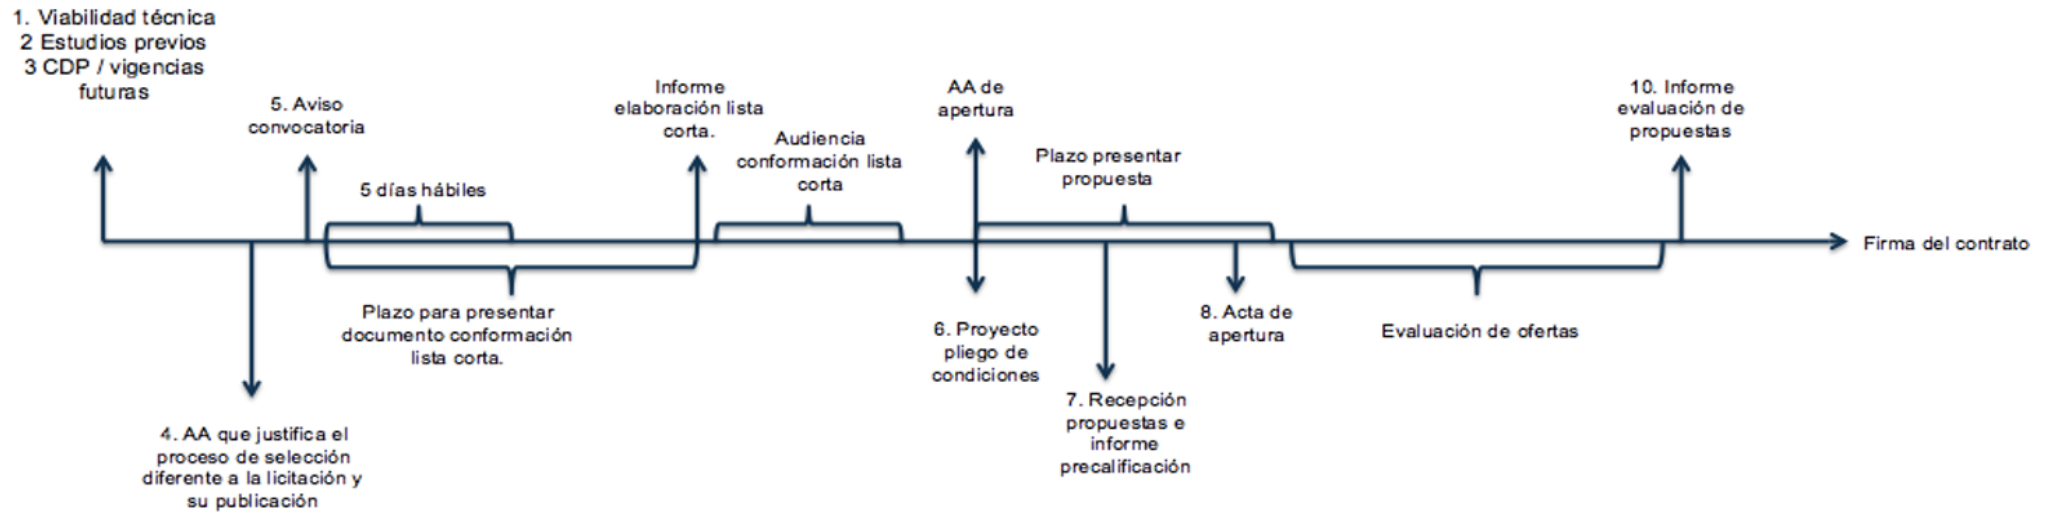 1. Viabilidad técnica
2 Estudios previos
3 CDP / vigencias
futuras
5. Aviso
convocatoria
5 días hábiles
Informe
elaboración lista
corta.
Audiencia
conformación lista
corta
AA de
apertura
Plazo presentar
propuesta
10. Informe
evaluación de
propuestas
Firma del contrato
Plazo para presentar
documento conformación
lista corta.
4. AA que justifica el
proceso de selección
diferente a la licitación y
su publicación
6. Proyecto
pliego de
condiciones
7. Recepción
propuestas e
informe
precalificación
8. Acta de
apertura
Evaluación de ofertas